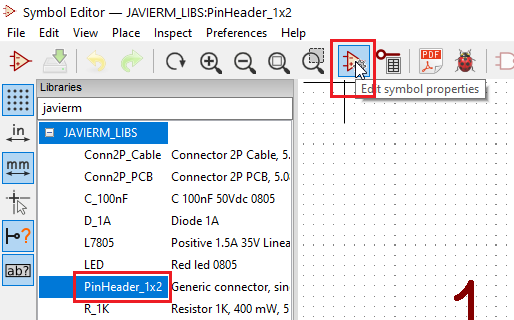 Symbol Editor — JAVIERM_LIBS:PinHeader_1x2
File Edit View Place Inspect Preferences Help
PDF
Edit symbol properties
Libraries
javierm
in
mm
ab?
JAVIERM_LIBS
Conn2P_Cable Connector 2P Cable, 5.
Conn2P_PCB Connector 2P PCB, 5.0
C_100nF C 100nF 50Vdc 0805
D_1A Diode 1A
L7805 Positive 1.5A 35V Linea
LED Red led 0805
PinHeader_1x2 Generic connector, sin
R_1K Resistor 1K, 400 mW, 5
1